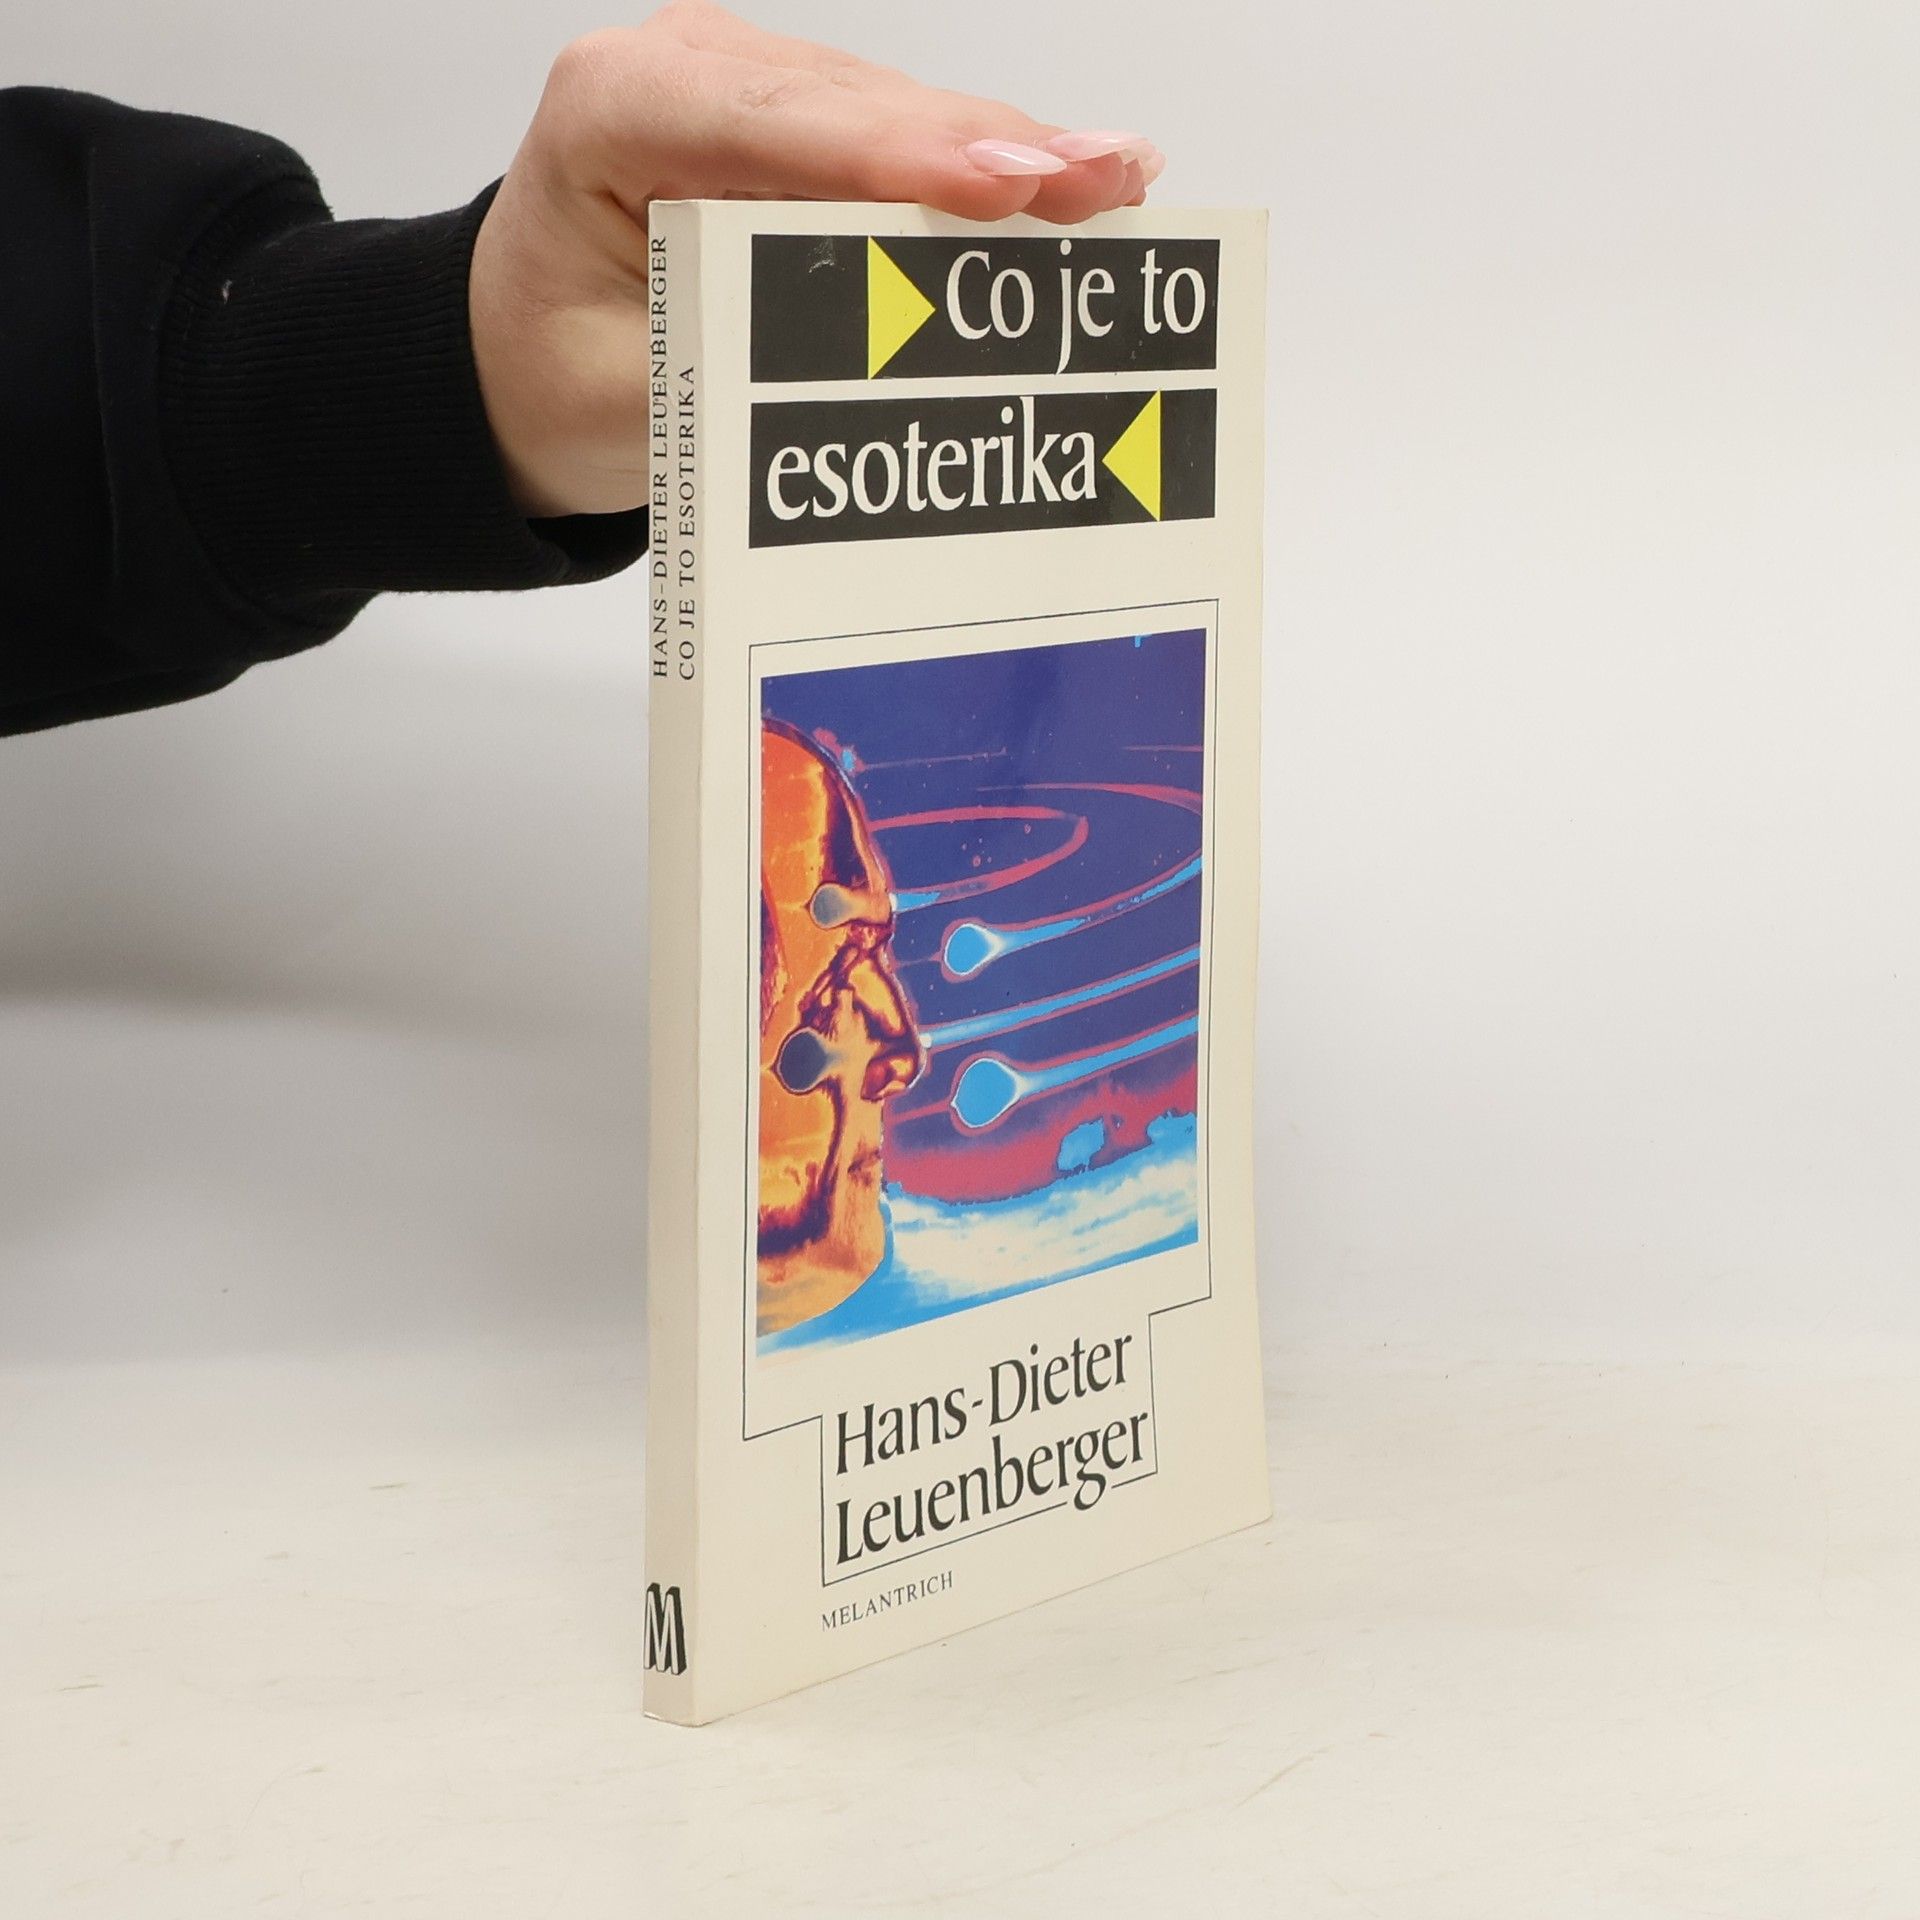 HANS-DIETER LEUENBERGER
CO JE TO ESOTERIKA
M
Co je to
esoterika
Hans-Dieter
Leuenberger
MELANTRICH